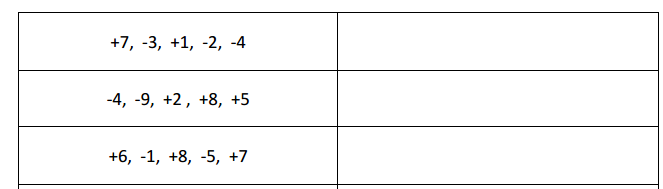 +7, -3, +1, -2, -4
-4, -9, +2 , +8, +5
+6, -1, +8, -5, +7